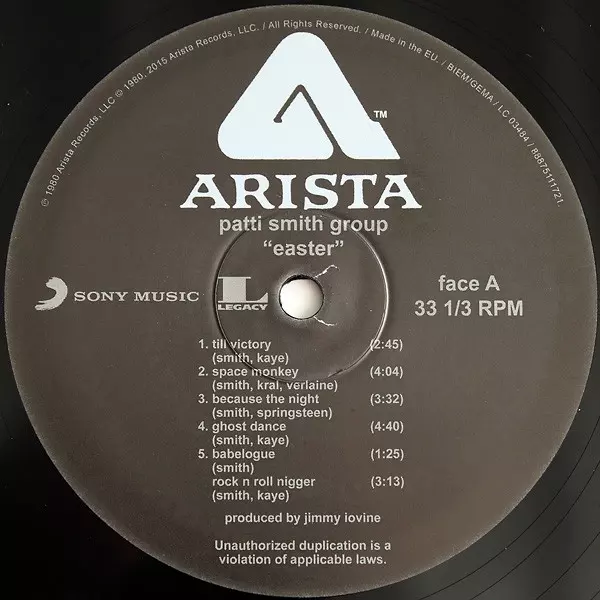 ℗ 1980 Arista Records, LLC © 1980, 2015 Arista Records, LLC. / All Rights Reserved. / Made in the EU. / BIEM/GEMA / LC 03484 / 88875111721.
TM
ARISTA
patti smith group
“easter”
SONY MUSIC
L
LEGACY
face A
33 1/3 RPM
1. till victory (2:45)
(smith, kaye)
2. space monkey (4:04)
(smith, kral, verlaine)
3. because the night (3:32)
(smith, springsteen)
4. ghost dance (4:40)
(smith, kaye)
5. babelogue (1:25)
(smith)
rock n roll nigger (3:13)
(smith, kaye)
produced by jimmy iovine
Unauthorized duplication is a
violation of applicable laws.